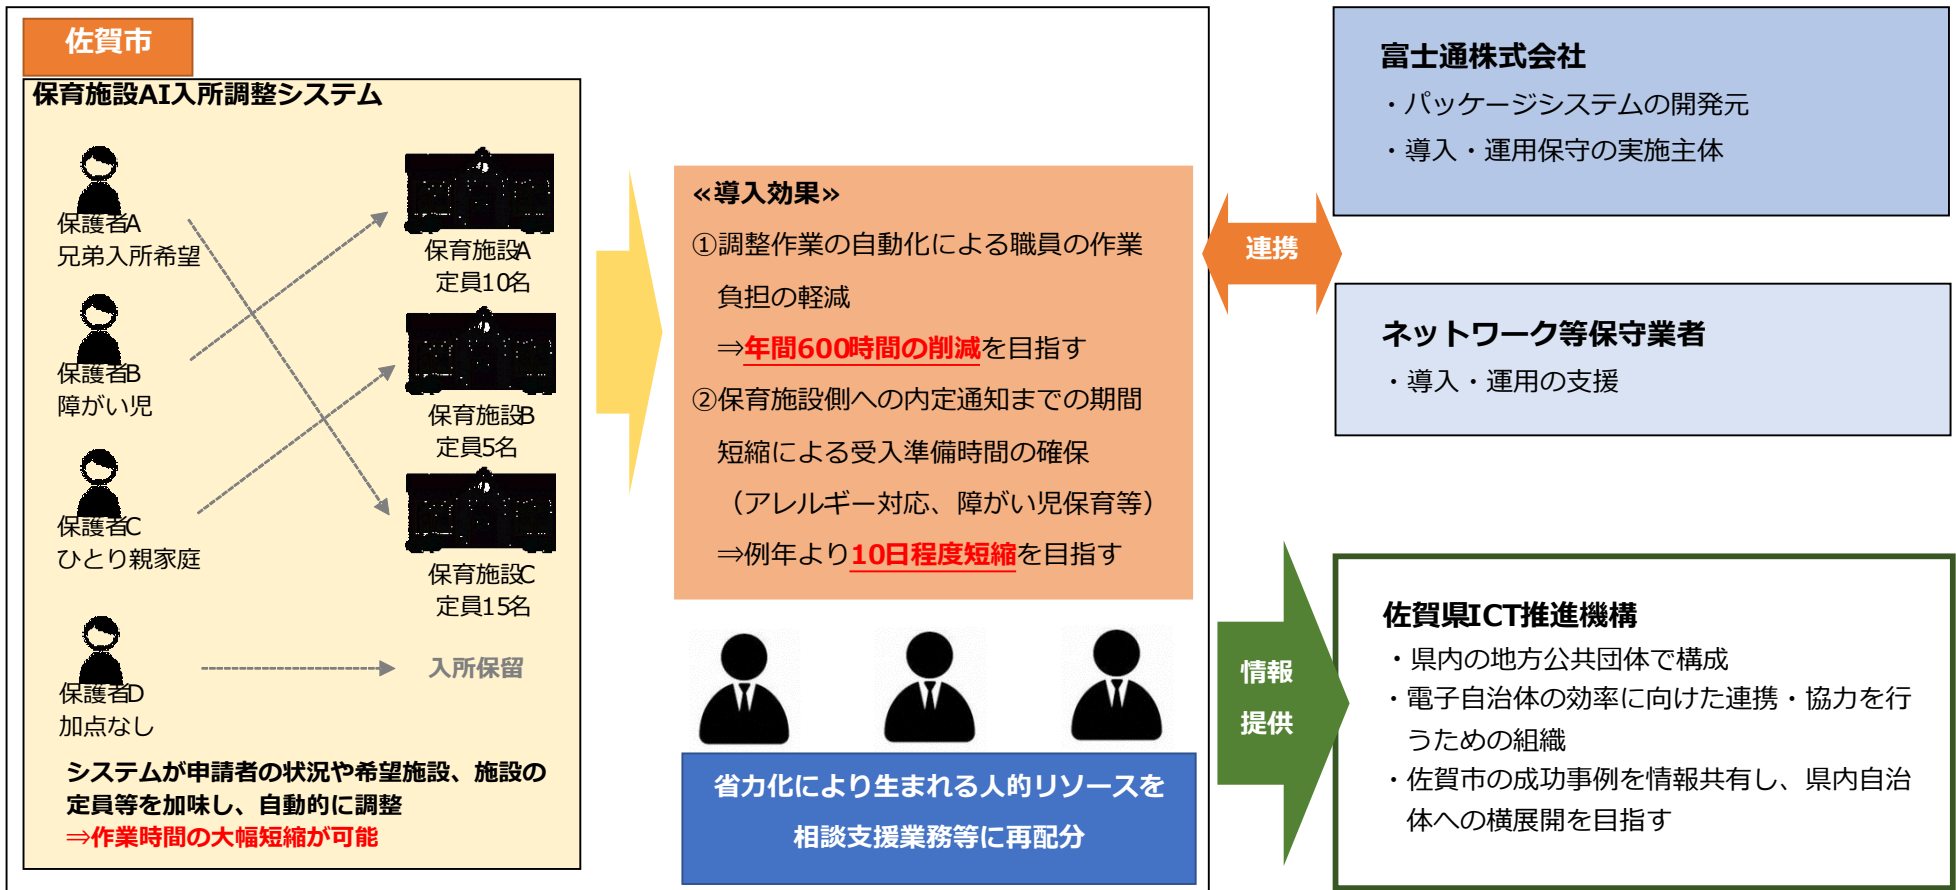 佐賀市
保育施設AI入所調整システム
保護者A
兄弟入所希望
保護者B
障がい児
保護者C
ひとり親家庭
保護者D
加点なし
保育施設A
定員10名
保育施設B
定員5名
保育施設C
定員15名
入所保留
システムが申請者の状況や希望施設、施設の
定員等を加味し、自動的に調整
⇒作業時間の大幅短縮が可能
≪導入効果≫
①調整作業の自動化による職員の作業
負担の軽減
⇒年間600時間の削減を目指す
②保育施設側への内定通知までの期間
短縮による受入準備時間の確保
（アレルギー対応、障がい児保育等）
⇒例年より10日程度短縮を目指す
省力化により生まれる人的リソースを
相談支援業務等に再配分
連携
情報
提供
富士通株式会社
・パッケージシステムの開発元
・導入・運用保守の実施主体
ネットワーク等保守業者
・導入・運用の支援
佐賀県ICT推進機構
・県内の地方公共団体で構成
・電子自治体の効率に向けた連携・協力を行
うための組織
・佐賀市の成功事例を情報共有し、県内自治
体への横展開を目指す